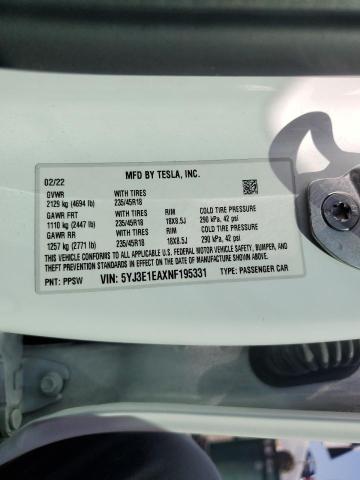 MFD BY TESLA, INC.
02/22
GVWR WITH TIRES
2129 kg (4694 lb) 235/45R18
GAWR FRT WITH TIRES RIM COLD TIRE PRESSURE
1110 kg (2447 lb) 235/45R18 18X8.5J 290 kPa, 42 psi
GAWR RR WITH TIRES RIM COLD TIRE PRESSURE
1257 kg (2771 lb) 235/45R18 18X8.5J 290 kPa, 42 psi
THIS VEHICLE CONFORMS TO ALL APPLICABLE
U.S. FEDERAL MOTOR VEHICLE SAFETY, BUMPER, AND
THEFT PREVENTION STANDARDS IN EFFECT ON THE DATE OF
MANUFACTURE SHOWN ABOVE.
PNT: PPSW VIN: 5YJ3E1EAXNF195331 TYPE: PASSENGER CAR